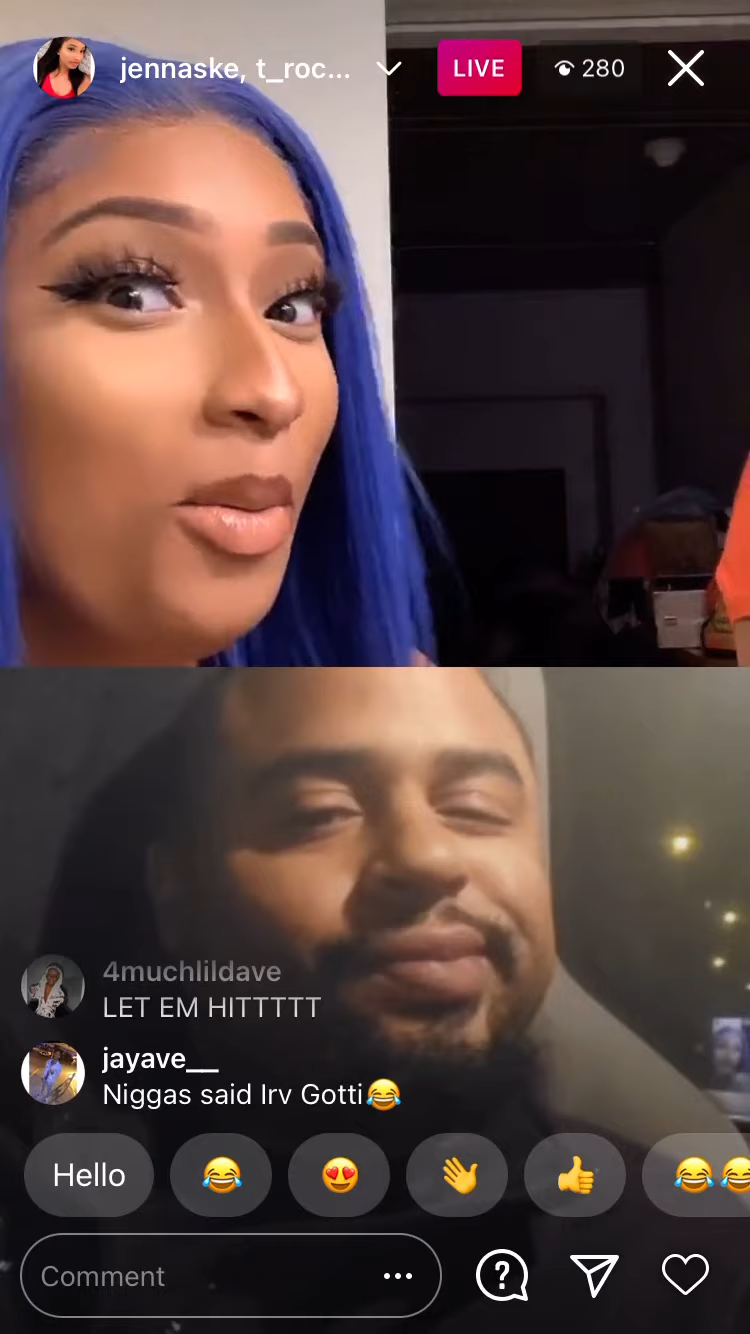 jennaske, t_roc...
LIVE
280
4muchlildave
LET EM HITTTTT
jayave__
Niggas said Irv Gotti😂
Hello
Comment